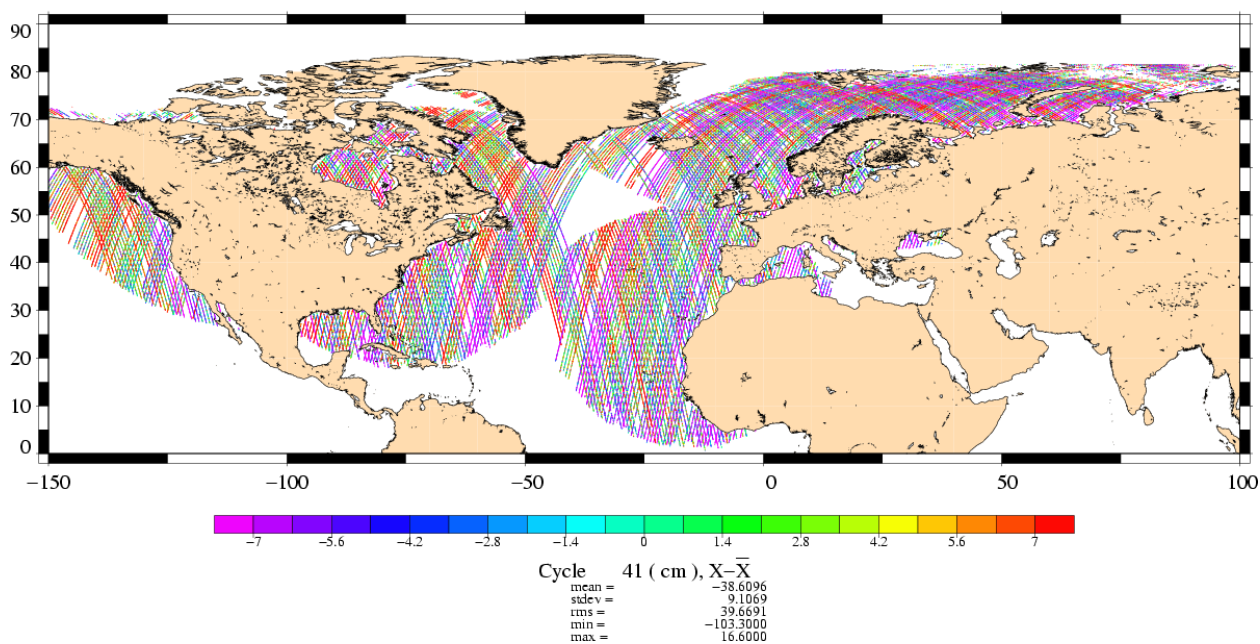 90
80
70
60
50
40
30
20
10
0
−150 −100 −50 0 50 100
−7 −5.6 −4.2 −2.8 −1.4 0 1.4 2.8 4.2 5.6 7
Cycle 41 ( cm ), X−X̅
mean = −38.6096
stdev = 9.1069
rms = 39.6691
min = −103.3000
max = 16.6000